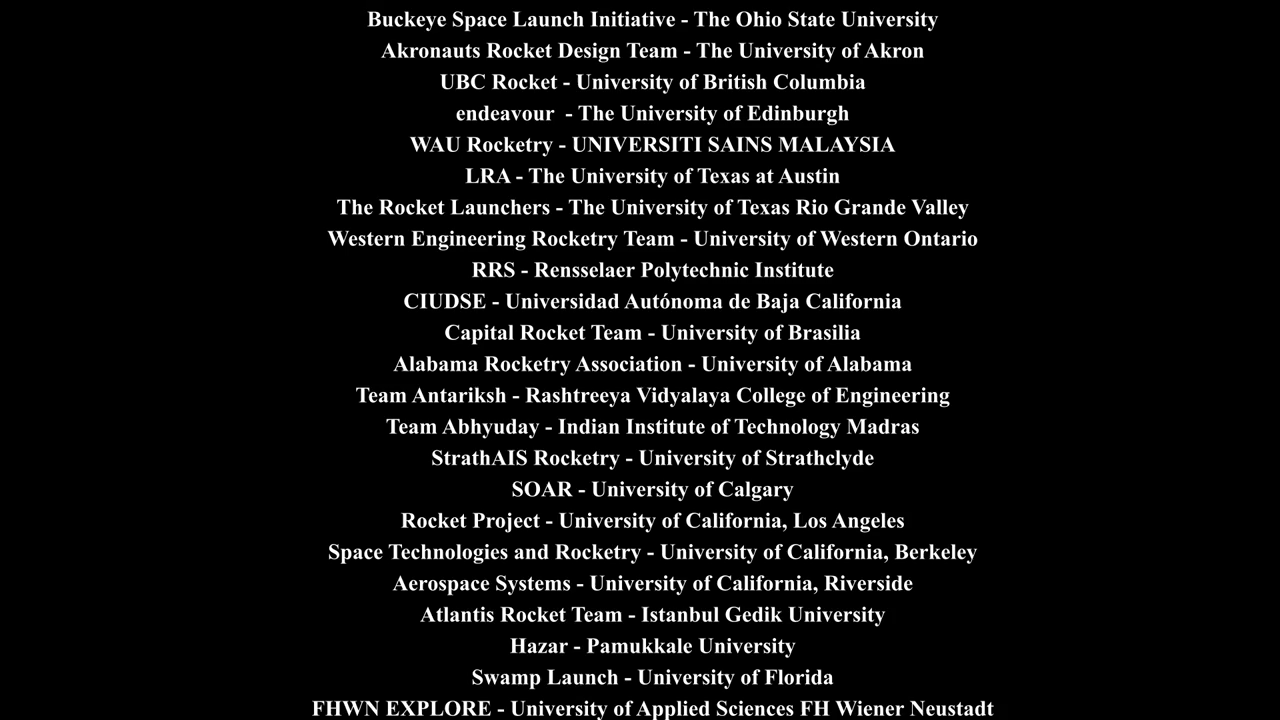 Buckeye Space Launch Initiative - The Ohio State University
Akronauts Rocket Design Team - The University of Akron
UBC Rocket - University of British Columbia
endeavour  - The University of Edinburgh
WAU Rocketry - UNIVERSITI SAINS MALAYSIA
LRA - The University of Texas at Austin
The Rocket Launchers - The University of Texas Rio Grande Valley
Western Engineering Rocketry Team - University of Western Ontario
RRS - Rensselaer Polytechnic Institute
CIUDSE - Universidad Autónoma de Baja California
Capital Rocket Team - University of Brasilia
Alabama Rocketry Association - University of Alabama
Team Antariksh - Rashtreeya Vidyalaya College of Engineering
Team Abhyuday - Indian Institute of Technology Madras
StrathAIS Rocketry - University of Strathclyde
SOAR - University of Calgary
Rocket Project - University of California, Los Angeles
Space Technologies and Rocketry - University of California, Berkeley
Aerospace Systems - University of California, Riverside
Atlantis Rocket Team - Istanbul Gedik University
Hazar - Pamukkale University
Swamp Launch - University of Florida
FHWN EXPLORE - University of Applied Sciences FH Wiener Neustadt